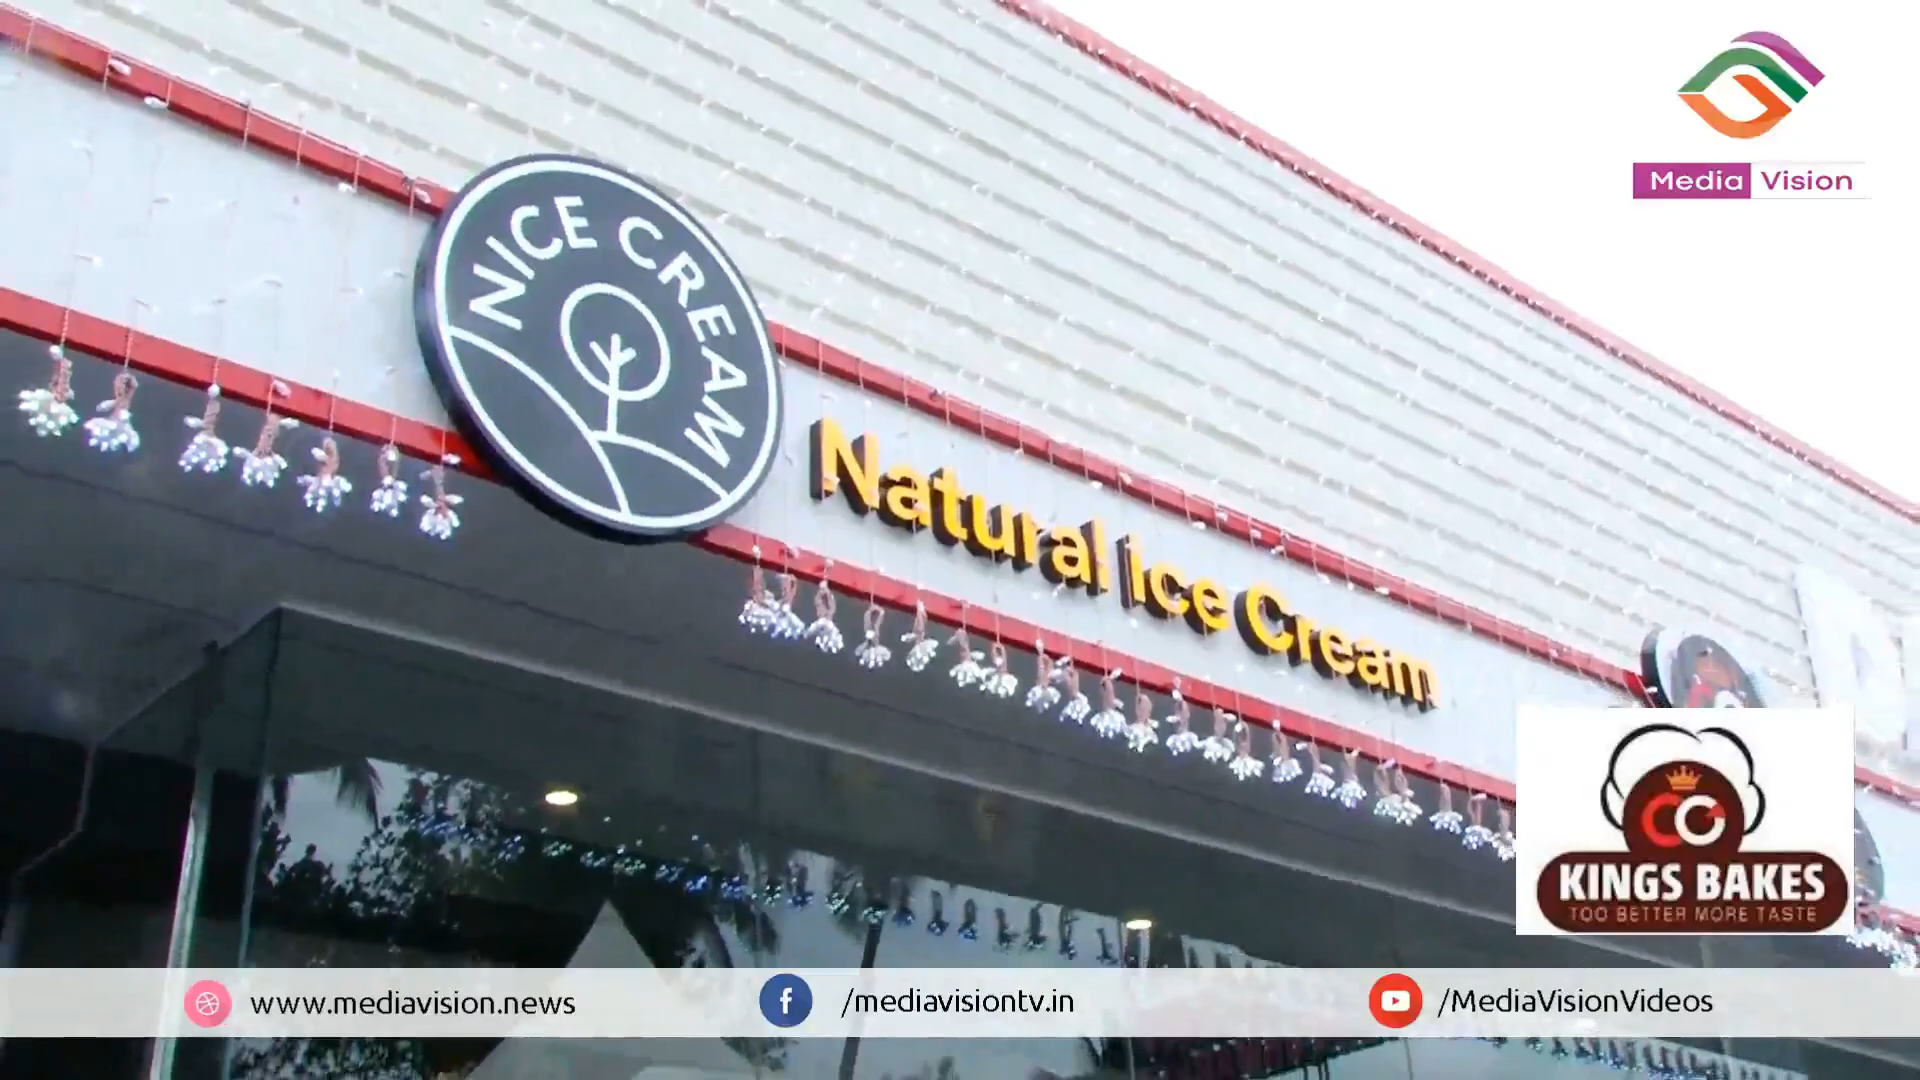 Media Vision
NICE CREAM
Natural ice Cream
KINGS BAKES
TOO BETTER MORE TASTE
www.mediavision.news
/mediavisiontv.in
/MediaVisionVideos